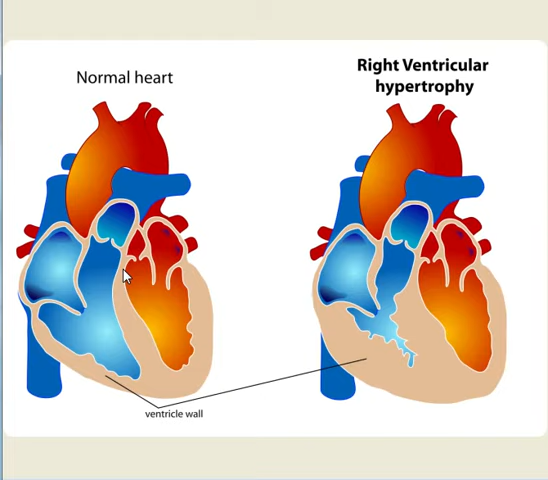 Normal heart
Right Ventricular
hypertrophy
ventricle wall